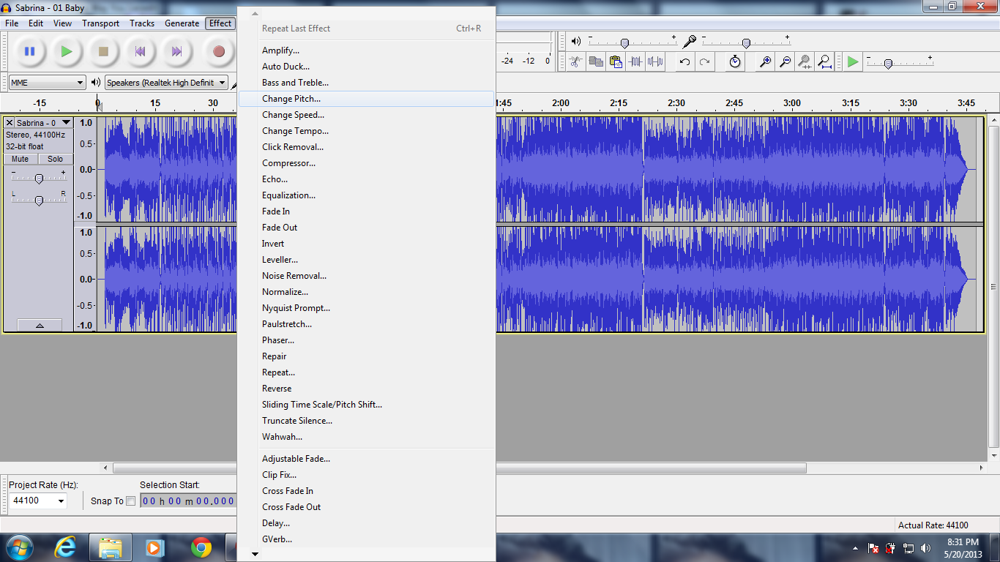 Sabrina - 01 Baby
File Edit View Transport Tracks Generate Effect
Repeat Last Effect Ctrl+R
Amplify...
Auto Duck...
Bass and Treble...
Change Pitch...
Change Speed...
Change Tempo...
Click Removal...
Compressor...
Echo...
Equalization...
Fade In
Fade Out
Invert
Leveller...
Noise Removal...
Normalize...
Nyquist Prompt...
Paulstretch...
Phaser...
Repair
Repeat...
Reverse
Sliding Time Scale/Pitch Shift...
Truncate Silence...
Wahwah...
Adjustable Fade...
Clip Fix...
Cross Fade In
Cross Fade Out
Delay...
GVerb...
-24 -12 0
MME Speakers (Realtek High Definit
-15 0 15 30 1:45 2:00 2:15 2:30 2:45 3:00 3:15 3:30 3:45
Sabrina - 0
Stereo, 44100Hz
32-bit float
Mute Solo
- +
L R
1.0
0.5-
0.0-
-0.5-
-1.0
1.0
0.5-
0.0-
-0.5-
-1.0
Project Rate (Hz): Selection Start:
44100 Snap To 00 h 00 m 00.000
Actual Rate: 44100
8:31 PM
5/20/2013